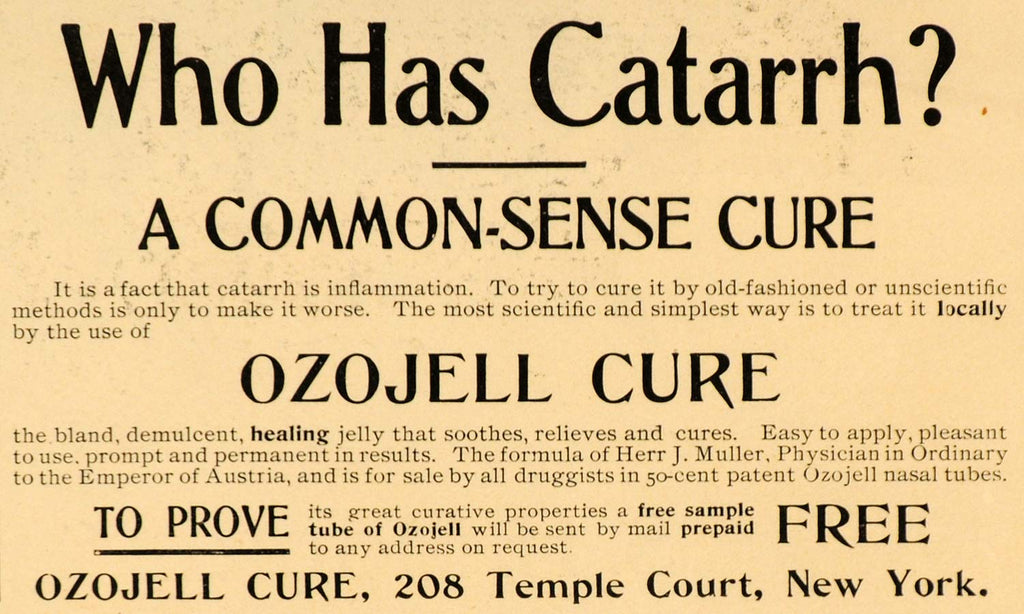 Who Has Catarrh?
A COMMON-SENSE CURE
It is a fact that catarrh is inflammation. To try to cure it by old-fashioned or unscientific
methods is only to make it worse. The most scientific and simplest way is to treat it locally
by the use of
OZOJELL CURE
the bland, demulcent, healing jelly that soothes, relieves and cures. Easy to apply, pleasant
to use, prompt and permanent in results. The formula of Herr J. Muller, Physician in Ordinary
to the Emperor of Austria, and is for sale by all druggists in 50-cent patent Ozojell nasal tubes.
TO PROVE its great curative properties a free sample
tube of Ozojell will be sent by mail prepaid
to any address on request. FREE
OZOJELL CURE, 208 Temple Court, New York.